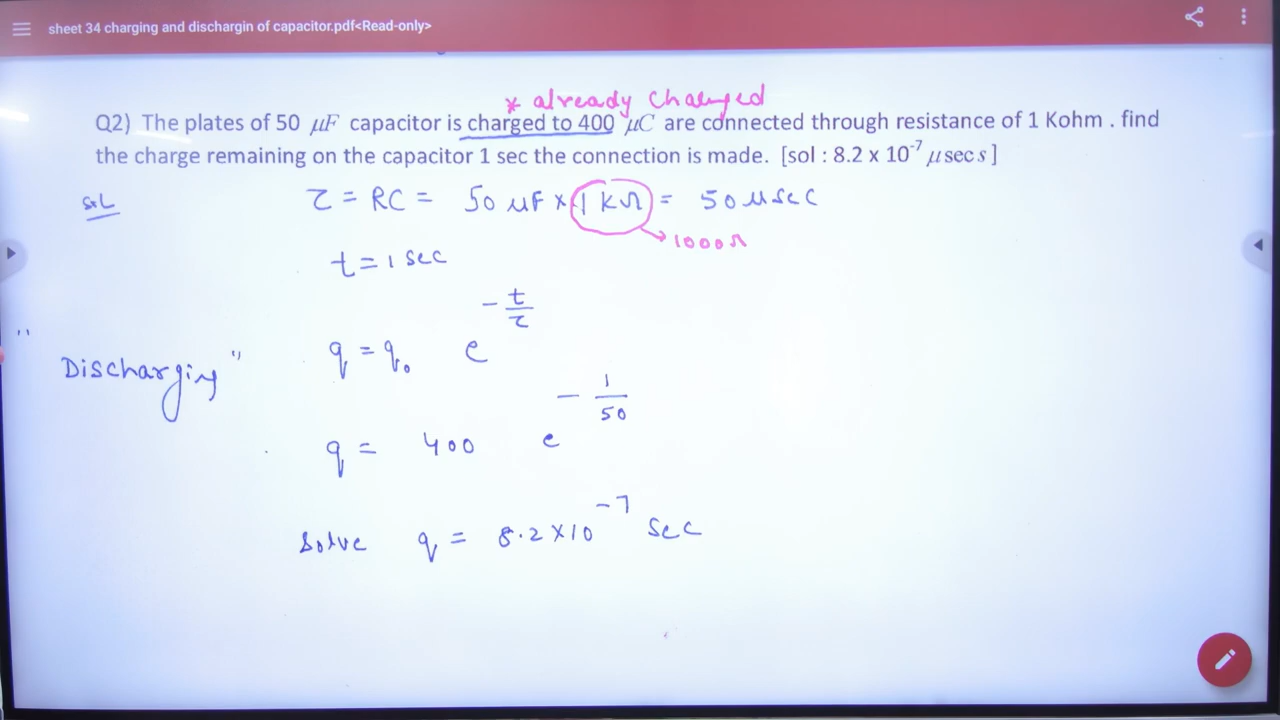 sheet 34 charging and dischargin of capacitor.pdf<Read-only>
* already charged
Q2) The plates of 50 μF capacitor is charged to 400 μC are connected through resistance of 1 Kohm . find
the charge remaining on the capacitor 1 sec the connection is made. [sol : 8.2 x 10⁻⁷ μsecs]
sol τ = RC = 50 μF × 1 kΩ = 50 μsec
→ 1000Ω
t = 1 sec
"Discharging" q = q₀ e^(-t/τ)
q = 400 e^(-1/50)
Solve q = 8.2 × 10⁻⁷ sec